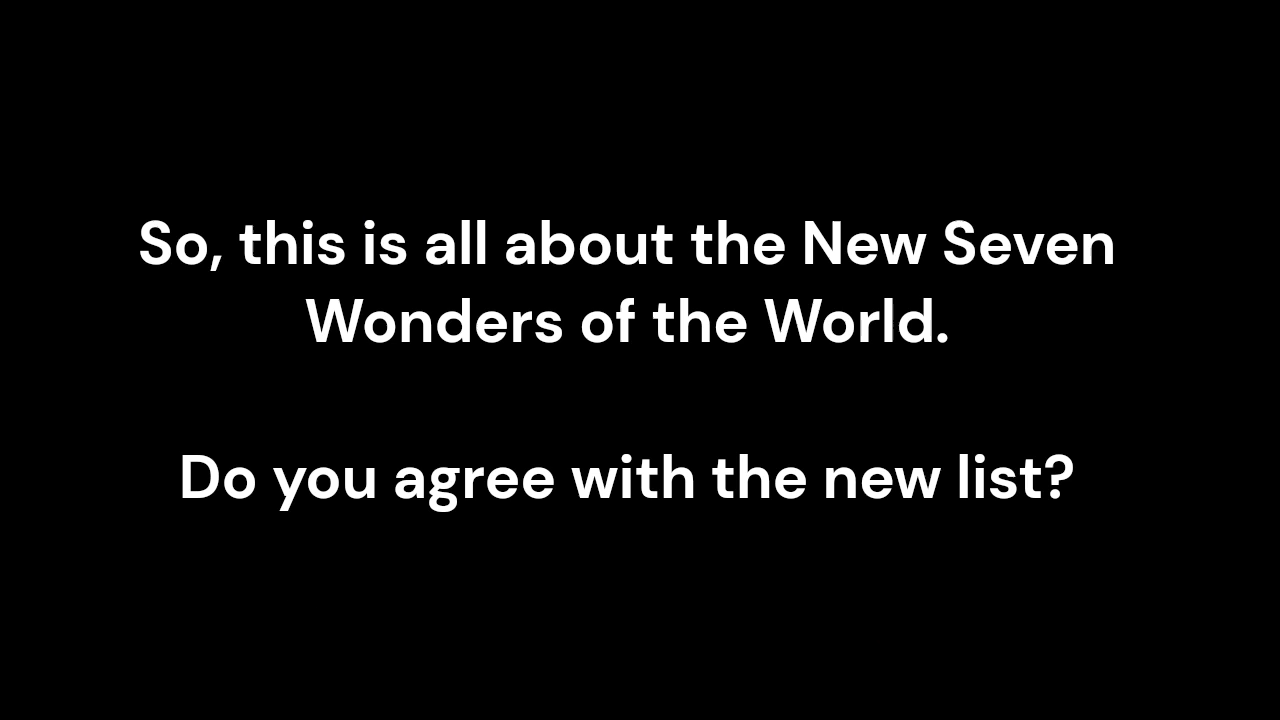 So, this is all about the New Seven
Wonders of the World.
Do you agree with the new list?